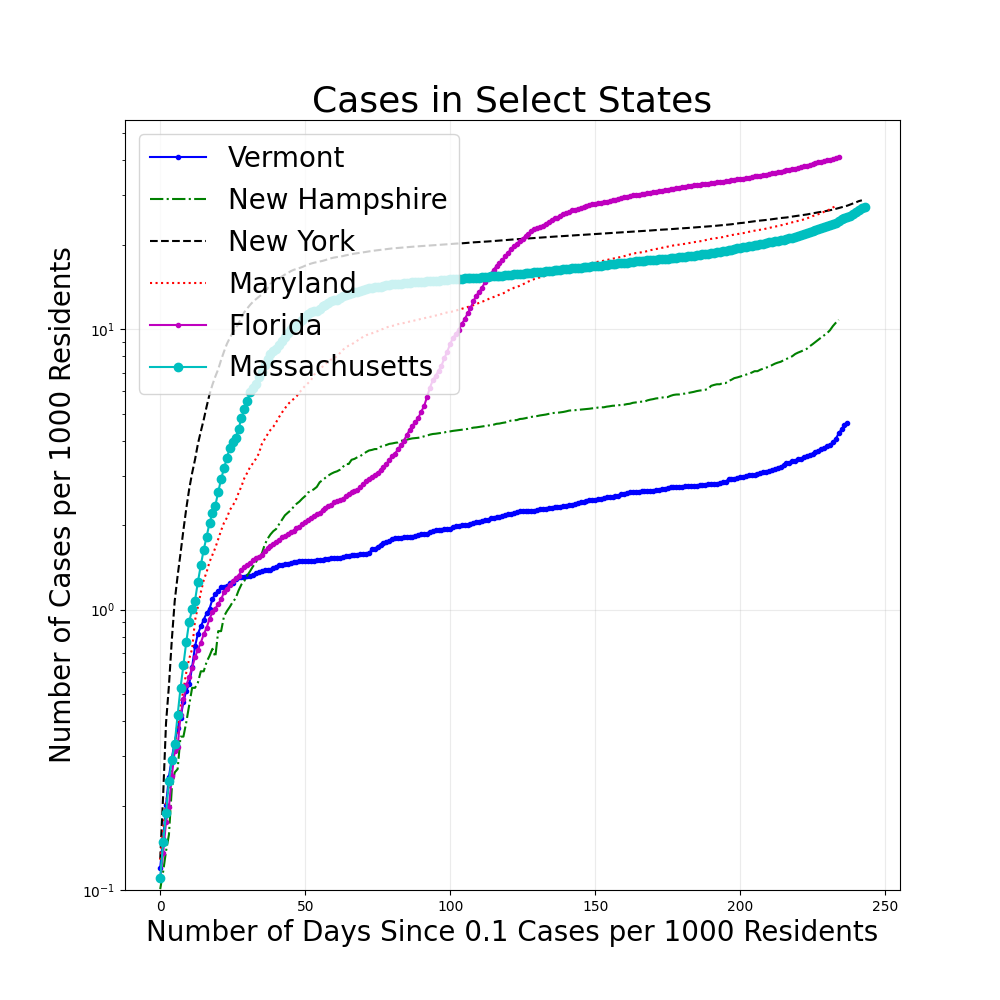 Cases in Select States
Number of Cases per 1000 Residents
Vermont
New Hampshire
New York
Maryland
Florida
Massachusetts
10¹
10⁰
10⁻¹
0 50 100 150 200 250
Number of Days Since 0.1 Cases per 1000 Residents